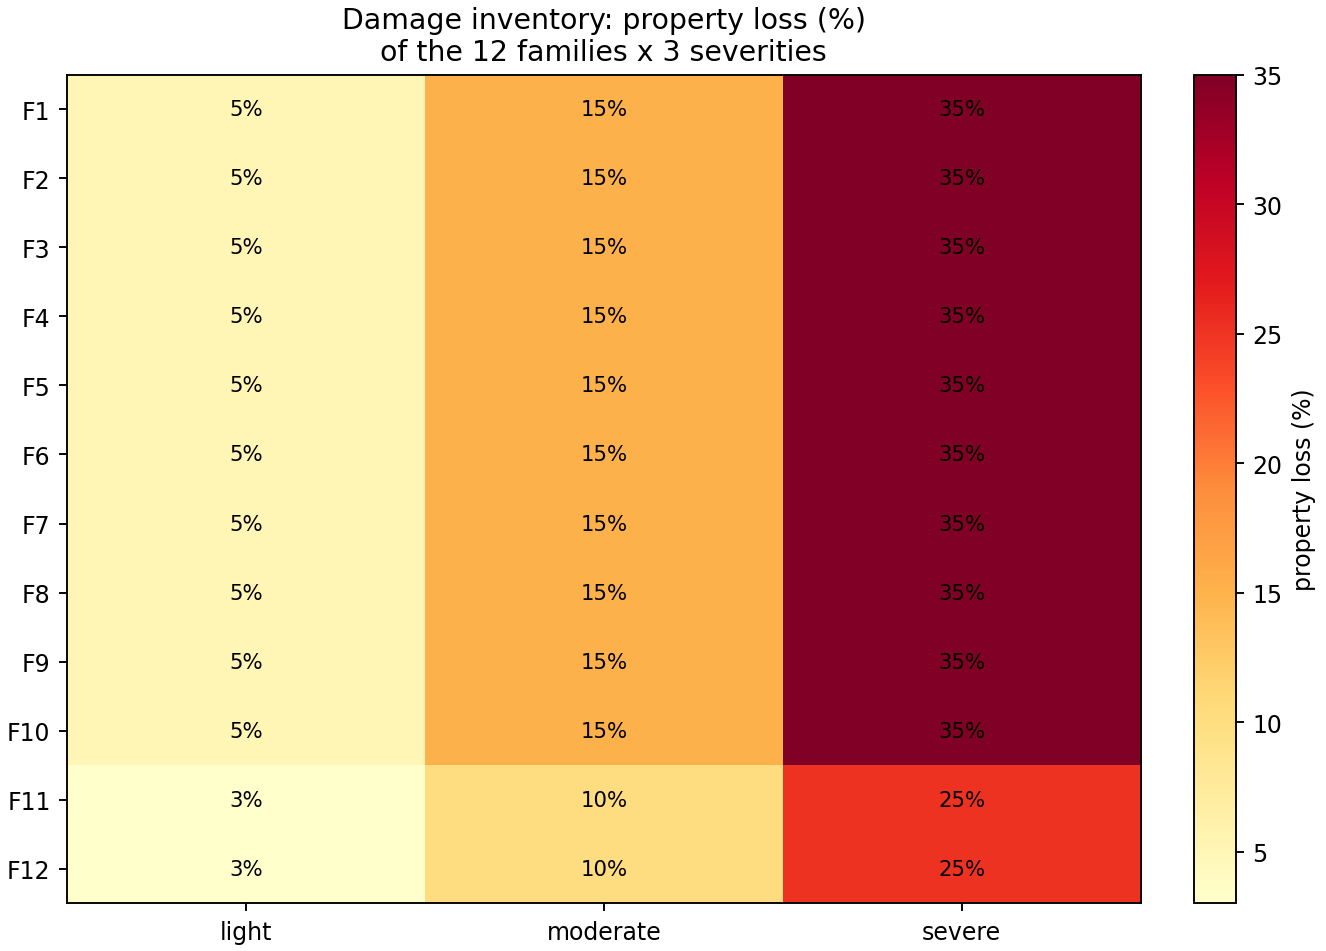 Damage inventory: property loss (%)
of the 12 families x 3 severities
F1 5% 15% 35%
F2 5% 15% 35%
F3 5% 15% 35%
F4 5% 15% 35%
F5 5% 15% 35%
F6 5% 15% 35%
F7 5% 15% 35%
F8 5% 15% 35%
F9 5% 15% 35%
F10 5% 15% 35%
F11 3% 10% 25%
F12 3% 10% 25%
light moderate severe
35
30
25
20
15
10
5
property loss (%)